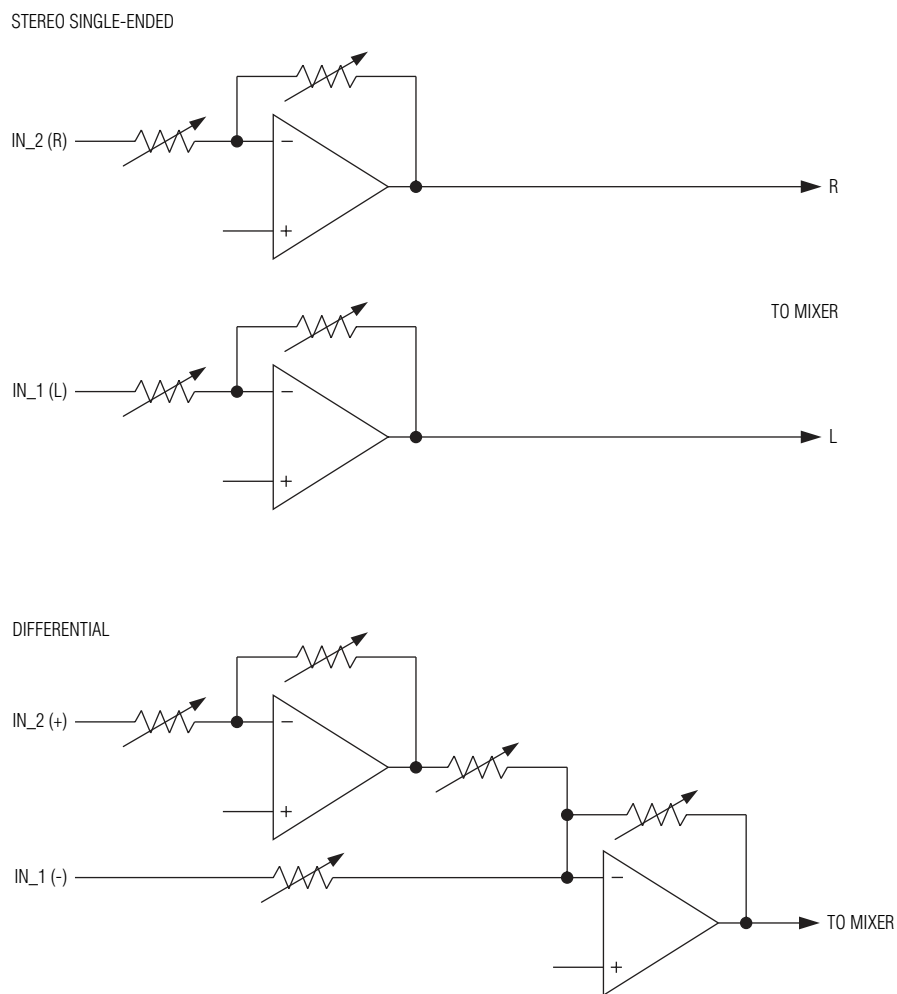 STEREO SINGLE-ENDED
IN_2 (R)
−
+
R
TO MIXER
IN_1 (L)
−
+
L
DIFFERENTIAL
IN_2 (+)
−
+
IN_1 (-)
−
+
TO MIXER